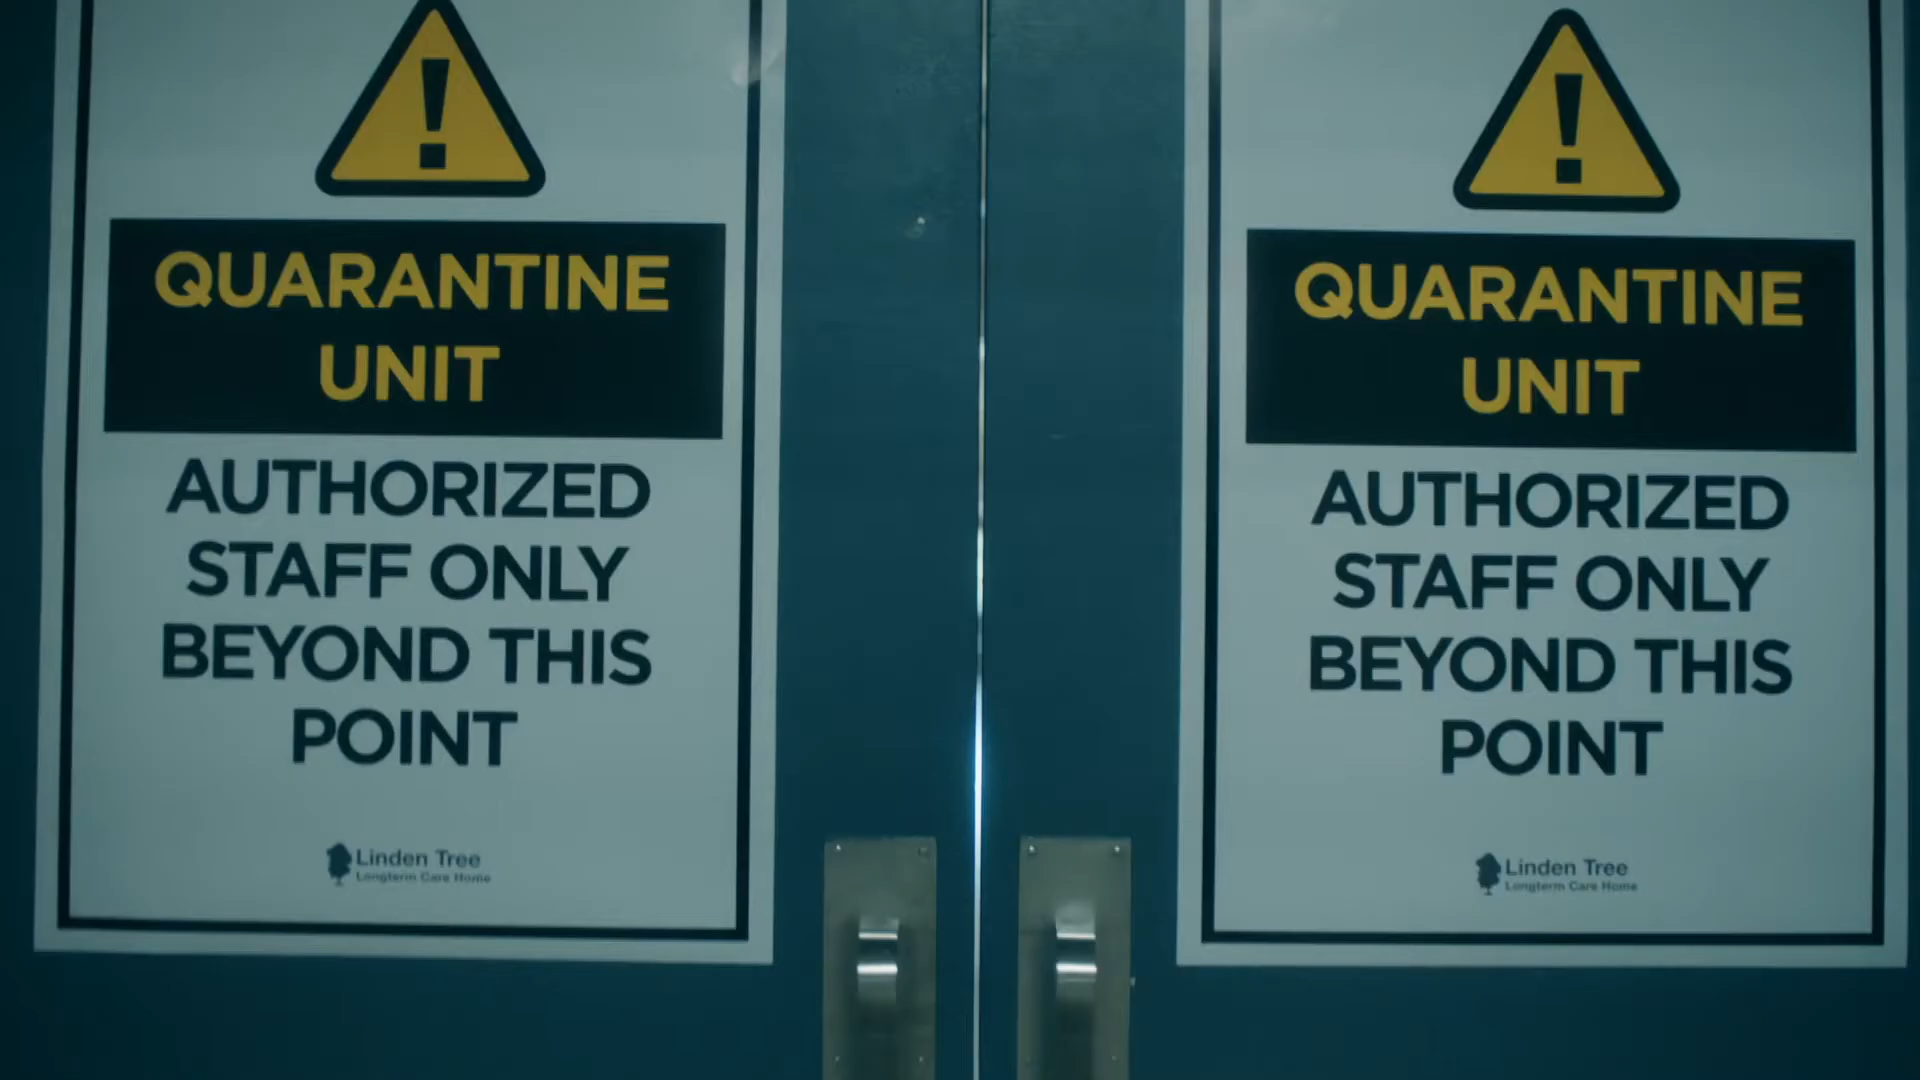 QUARANTINE
UNIT
AUTHORIZED
STAFF ONLY
BEYOND THIS
POINT
Linden Tree
Longterm Care Home
QUARANTINE
UNIT
AUTHORIZED
STAFF ONLY
BEYOND THIS
POINT
Linden Tree
Longterm Care Home